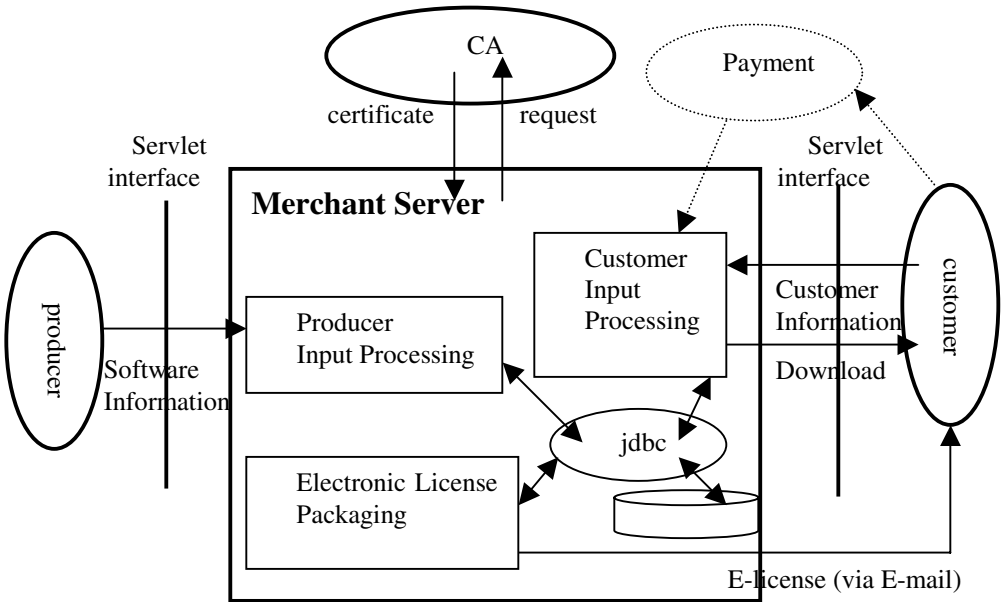 CA
Payment
certificate
request
Servlet
interface
Servlet
interface
Merchant Server
Customer
Input
Processing
customer
producer
Producer
Input Processing
Customer
Information
Software
Information
Download
jdbc
Electronic License
Packaging
E-license (via E-mail)